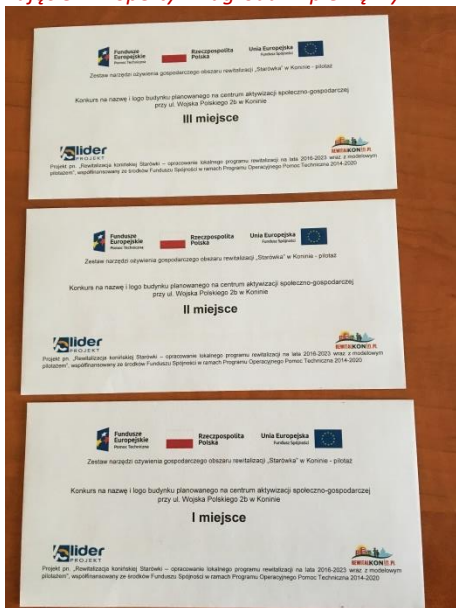 Fundusze Europejskie
Pomoc Techniczna
Rzeczpospolita Polska
Unia Europejska
Fundusz Spójności
Zestaw narzędzi ożywienia gospodarczego obszaru rewitalizacji „Starówka” w Koninie - pilotaż
Konkurs na nazwę i logo budynku planowanego na centrum aktywizacji społeczno-gospodarczej
przy ul. Wojska Polskiego 2b w Koninie
III miejsce
lider
PROJEKT
REWITALIKONIN.PL
Projekt pn. „Rewitalizacja konińskiej Starówki – opracowanie lokalnego programu rewitalizacji na lata 2016-2023 wraz z modelowym
pilotażem”, współfinansowany ze środków Funduszu Spójności w ramach Programu Operacyjnego Pomoc Techniczna 2014-2020
Fundusze Europejskie
Pomoc Techniczna
Rzeczpospolita Polska
Unia Europejska
Fundusz Spójności
Zestaw narzędzi ożywienia gospodarczego obszaru rewitalizacji „Starówka” w Koninie - pilotaż
Konkurs na nazwę i logo budynku planowanego na centrum aktywizacji społeczno-gospodarczej
przy ul. Wojska Polskiego 2b w Koninie
II miejsce
lider
PROJEKT
REWITALIKONIN.PL
Projekt pn. „Rewitalizacja konińskiej Starówki – opracowanie lokalnego programu rewitalizacji na lata 2016-2023 wraz z modelowym
pilotażem”, współfinansowany ze środków Funduszu Spójności w ramach Programu Operacyjnego Pomoc Techniczna 2014-2020
Fundusze Europejskie
Pomoc Techniczna
Rzeczpospolita Polska
Unia Europejska
Fundusz Spójności
Zestaw narzędzi ożywienia gospodarczego obszaru rewitalizacji „Starówka” w Koninie - pilotaż
Konkurs na nazwę i logo budynku planowanego na centrum aktywizacji społeczno-gospodarczej
przy ul. Wojska Polskiego 2b w Koninie
I miejsce
lider
PROJEKT
REWITALIKONIN.PL
Projekt pn. „Rewitalizacja konińskiej Starówki – opracowanie lokalnego programu rewitalizacji na lata 2016-2023 wraz z modelowym
pilotażem”, współfinansowany ze środków Funduszu Spójności w ramach Programu Operacyjnego Pomoc Techniczna 2014-2020